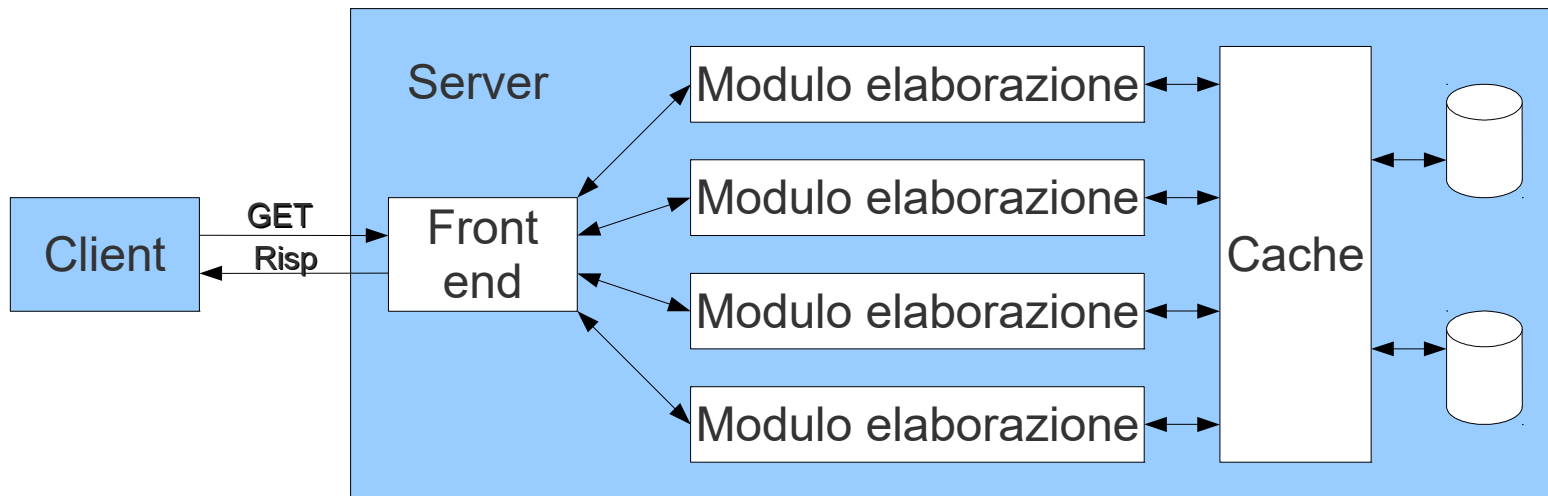 Server
Modulo elaborazione
Modulo elaborazione
Modulo elaborazione
Modulo elaborazione
Client
GET
Risp
Front
end
Cache